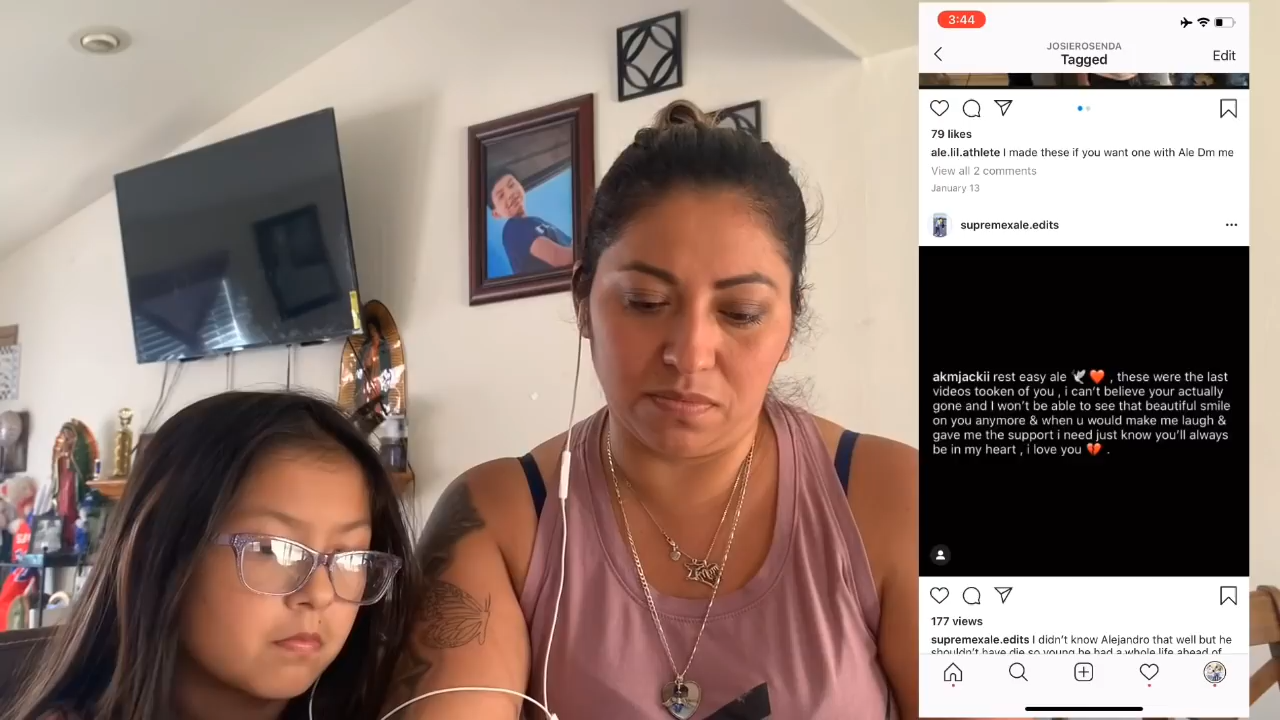 3:44
JOSIEROSENDA
Tagged
Edit
79 likes
ale.lil.athlete I made these if you want one with Ale Dm me
View all 2 comments
January 13
supremexale.edits
akmjackii rest easy ale 🕊️ ❤️ , these were the last
videos tooken of you , i can't believe your actually
gone and I won't be able to see that beautiful smile
on you anymore & when u would make me laugh &
gave me the support i need just know you'll always
be in my heart , i love you 💔 .
177 views
supremexale.edits I didn't know Alejandro that well but he
shouldn't have die so young he had a whole life ahead of